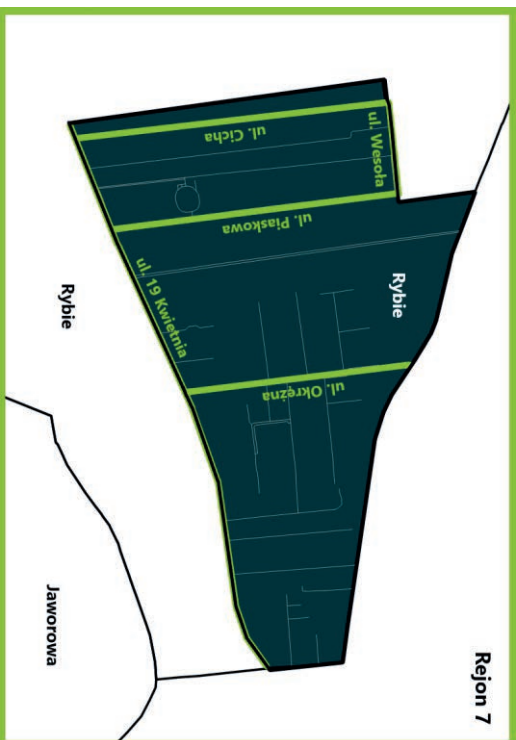 Rejon 7
Rybie
ul. Wesoła
ul. Cicha
ul. Piaskowa
ul. Okrężna
ul. 19 Kwietnia
Rybie
Jaworowa